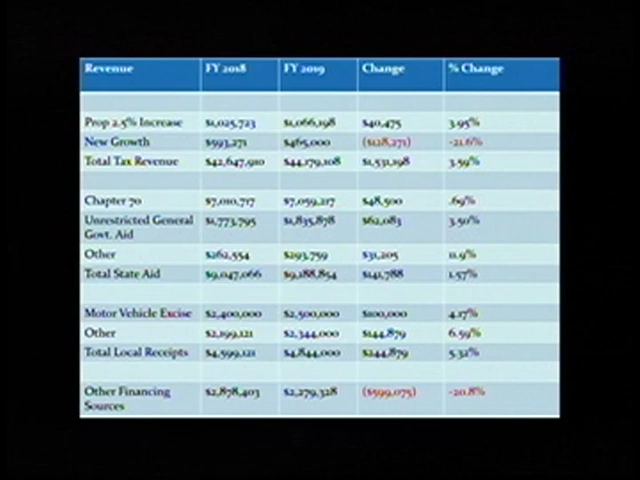 Revenue FY 2018 FY 2019 Change % Change
Prop 2.5% Increase $1,025,723 $1,066,198 $40,475 3.95%
New Growth $593,271 $465,000 ($128,271) -21.6%
Total Tax Revenue $42,647,910 $44,179,108 $1,531,198 3.59%
Chapter 70 $7,010,717 $7,059,217 $48,500 .69%
Unrestricted General $1,773,795 $1,835,878 $62,083 3.50%
Govt. Aid
Other $262,554 $293,759 $31,205 11.9%
Total State Aid $9,047,066 $9,188,854 $141,788 1.57%
Motor Vehicle Excise $2,400,000 $2,500,000 $100,000 4.17%
Other $2,199,121 $2,344,000 $144,879 6.59%
Total Local Receipts $4,599,121 $4,844,000 $244,879 5.32%
Other Financing $2,878,403 $2,279,328 ($599,075) -20.8%
Sources